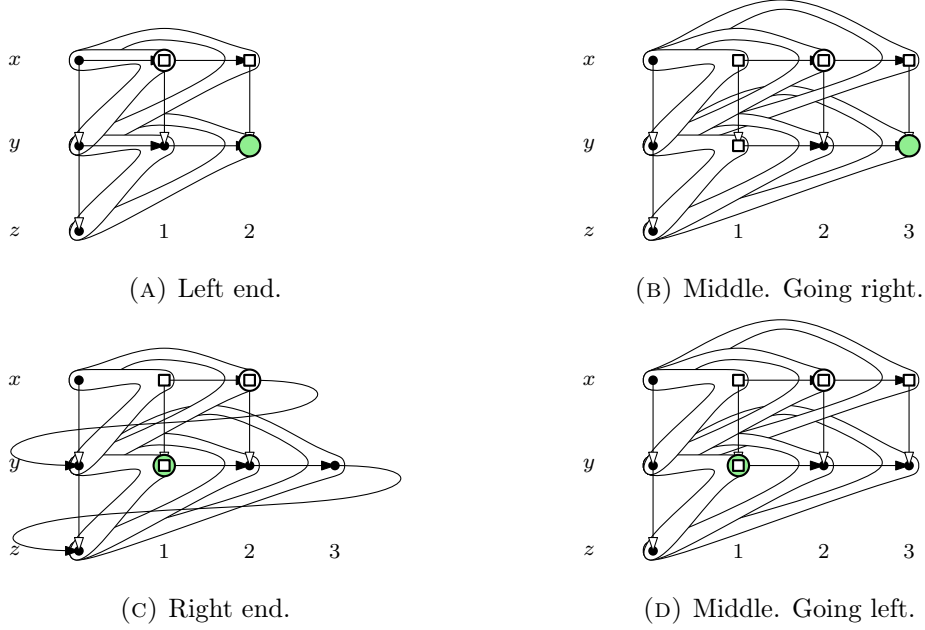 x
x
y
y
z 1 2
z 1 2 3
(A) Left end.
(B) Middle. Going right.
x
x
y
y
z 1 2 3
z 1 2 3
(C) Right end.
(D) Middle. Going left.